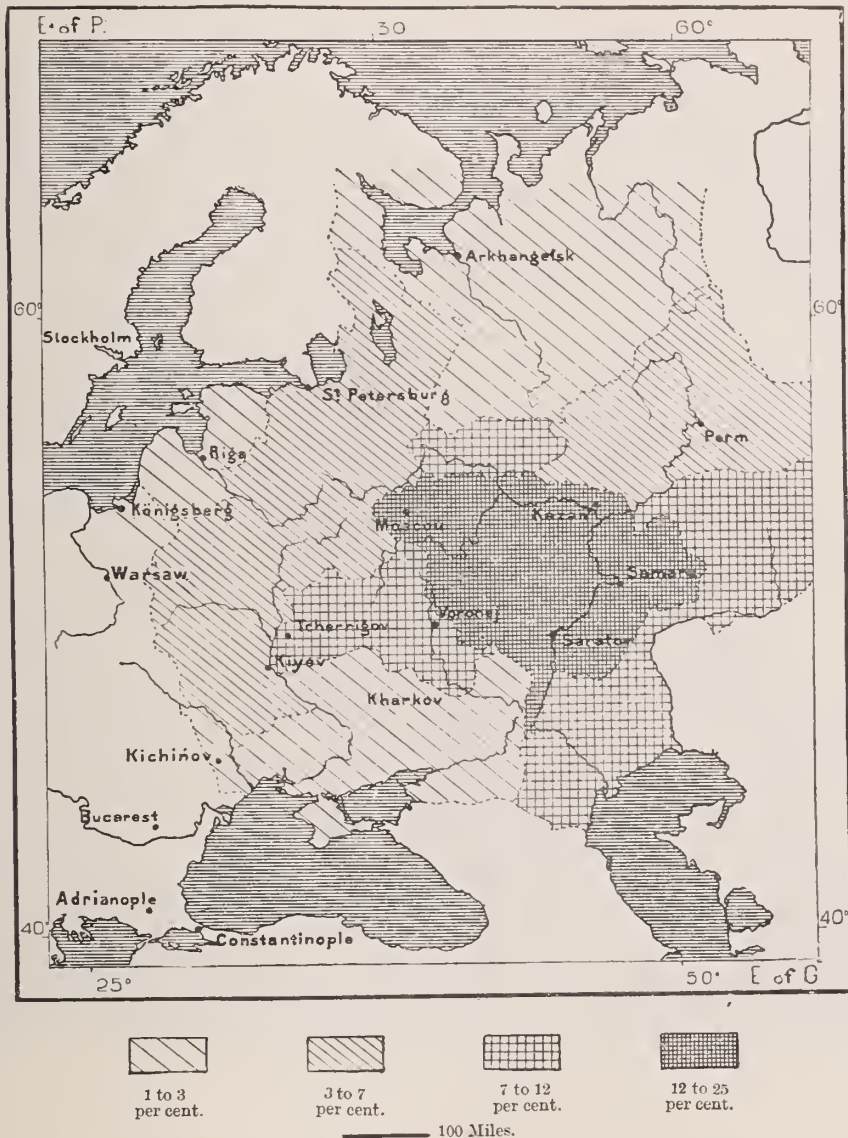 E. of P. 30 60°
Arkhangelsk
60° 60°
Stockholm
St Petersburg
Riga Perm
Königsberg Moscou Kazan
Warsaw Samara
Tchernigov Voronej Saratov
Kiyev
Kharkov
Kichinov
Bucarest
Adrianople
40° 40°
Constantinople
25° 50° E of G
1 to 3 3 to 7 7 to 12 12 to 25
per cent. per cent. per cent. per cent.
100 Miles.